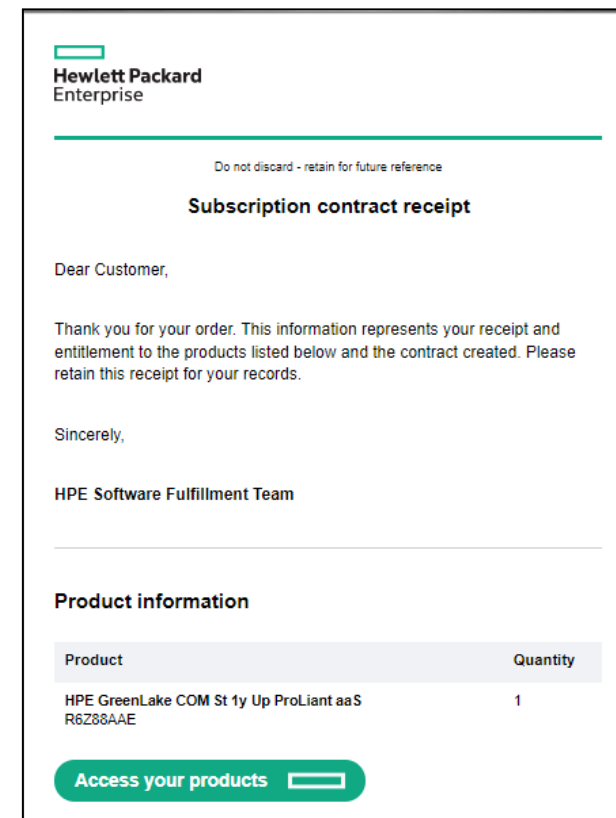 Hewlett Packard
Enterprise
Do not discard - retain for future reference
Subscription contract receipt
Dear Customer,
Thank you for your order. This information represents your receipt and
entitlement to the products listed below and the contract created. Please
retain this receipt for your records.
Sincerely,
HPE Software Fulfillment Team
Product information
Product Quantity
HPE GreenLake COM St 1y Up ProLiant aaS 1
R6Z88AAE
Access your products